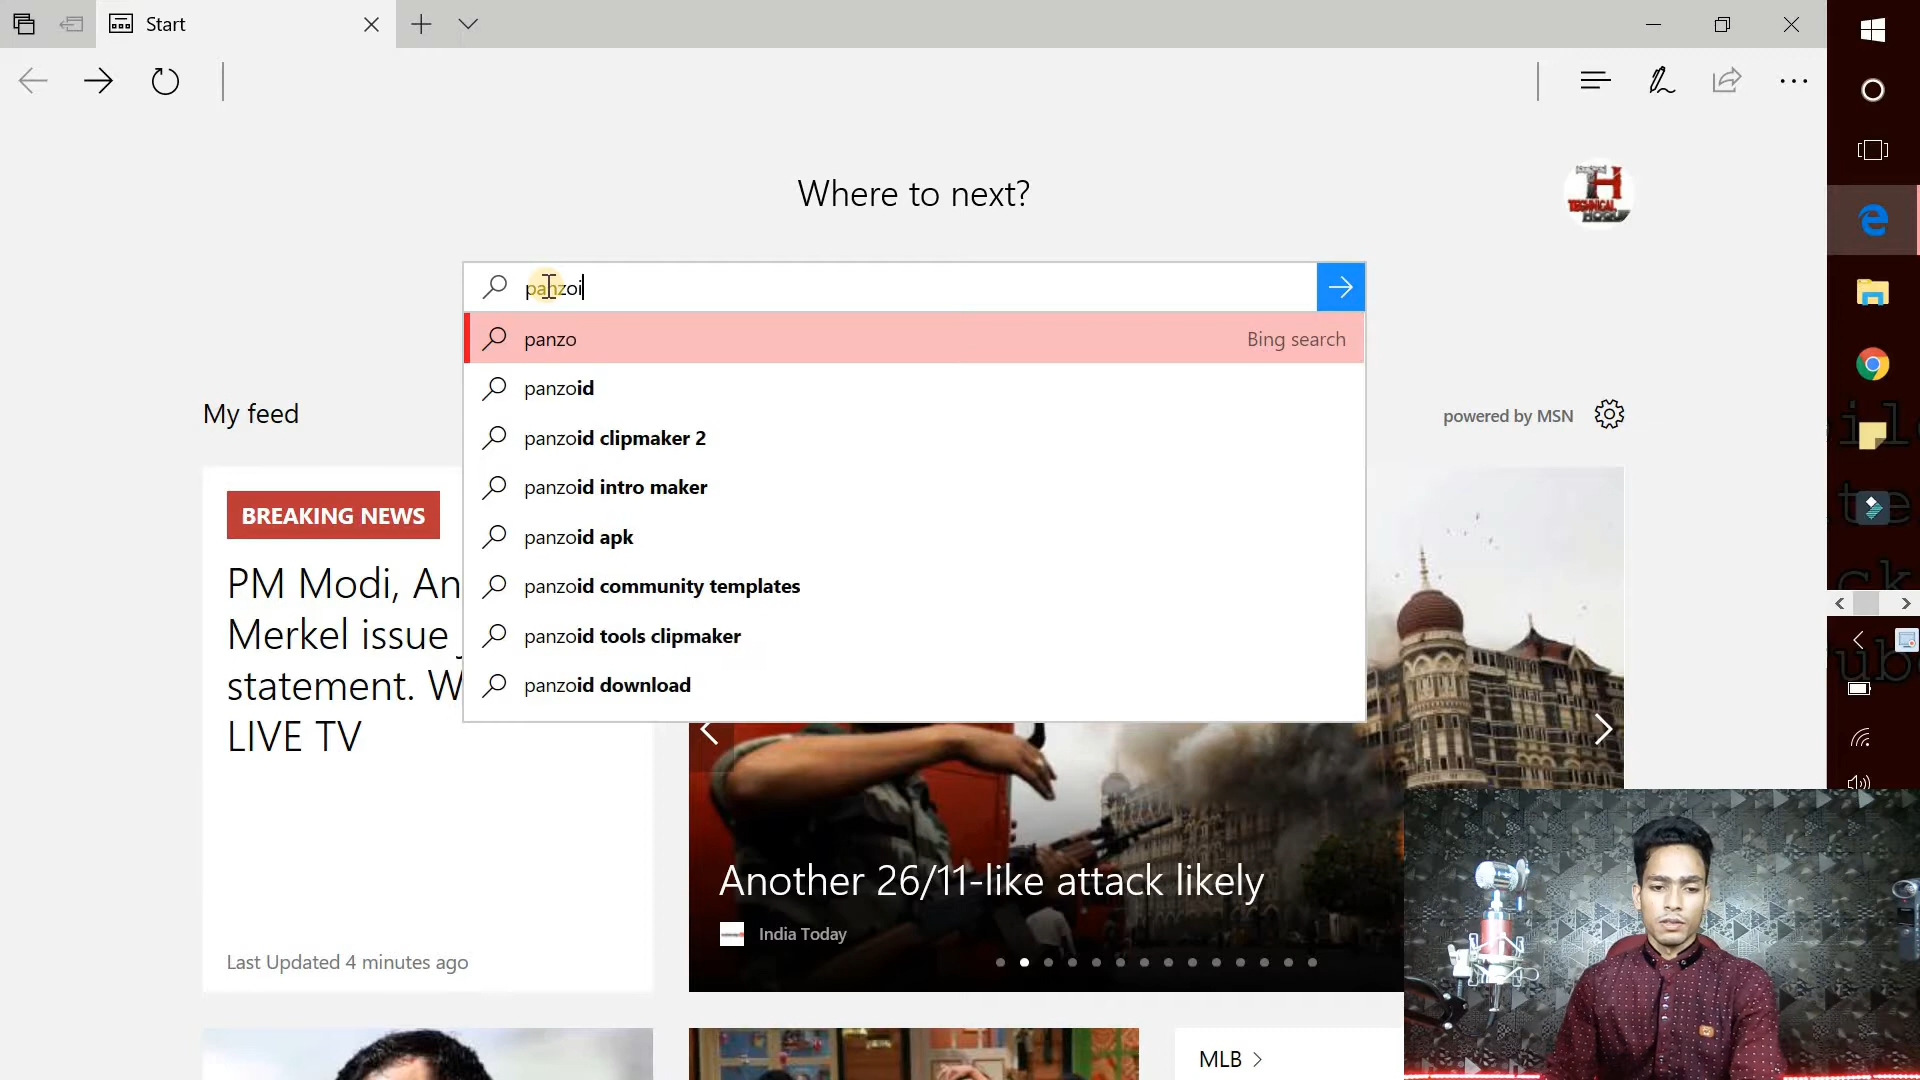 Start
Where to next?
TH
TECHNICAL
panzoi
panzo
Bing search
panzoid
panzoid clipmaker 2
panzoid intro maker
panzoid apk
panzoid community templates
panzoid tools clipmaker
panzoid download
My feed
powered by MSN
BREAKING NEWS
PM Modi, An
Merkel issue
statement. W
LIVE TV
Last Updated 4 minutes ago
Another 26/11-like attack likely
India Today
MLB